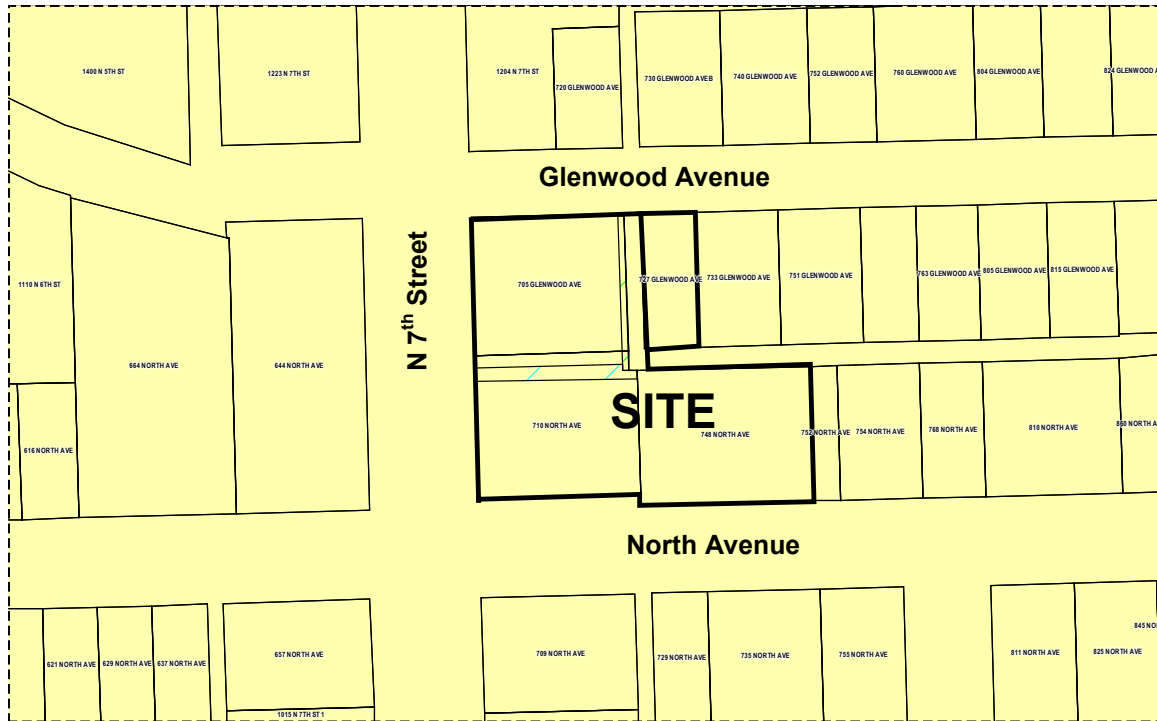 1400 N 5TH ST
1223 N 7TH ST
1204 N 7TH ST
720 GLENWOOD AVE
730 GLENWOOD AVE B
740 GLENWOOD AVE
752 GLENWOOD AVE
760 GLENWOOD AVE
804 GLENWOOD AVE
824 GLENWOOD A
Glenwood Avenue
N 7th Street
1110 N 6TH ST
664 NORTH AVE
644 NORTH AVE
616 NORTH AVE
705 GLENWOOD AVE
727 GLENWOOD AVE
733 GLENWOOD AVE
751 GLENWOOD AVE
763 GLENWOOD AVE
805 GLENWOOD AVE
815 GLENWOOD AVE
SITE
710 NORTH AVE
748 NORTH AVE
752 NORTH AVE
754 NORTH AVE
768 NORTH AVE
810 NORTH AVE
860 NORTH A
North Avenue
621 NORTH AVE
629 NORTH AVE
637 NORTH AVE
657 NORTH AVE
1015 N 7TH ST 1
709 NORTH AVE
729 NORTH AVE
735 NORTH AVE
755 NORTH AVE
811 NORTH AVE
825 NORTH AVE
845 NO